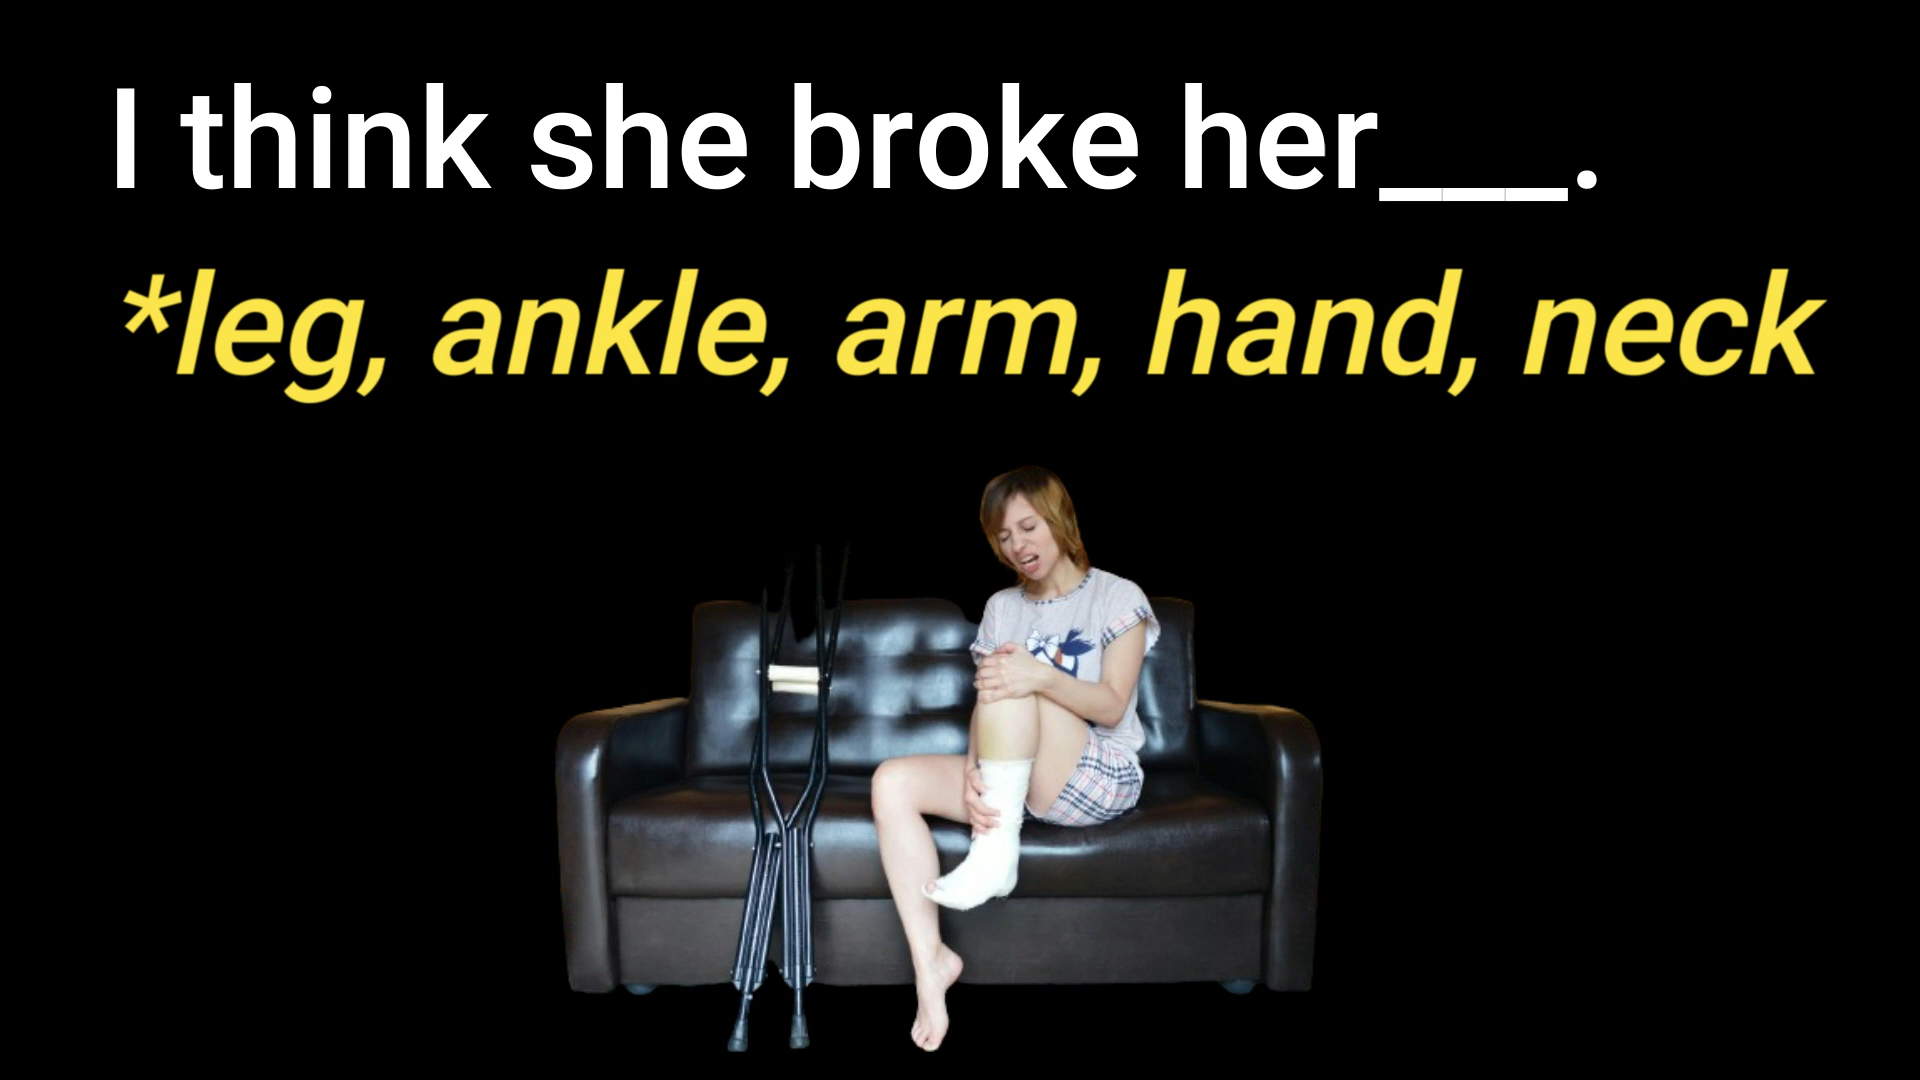 I think she broke her___.
*leg, ankle, arm, hand, neck